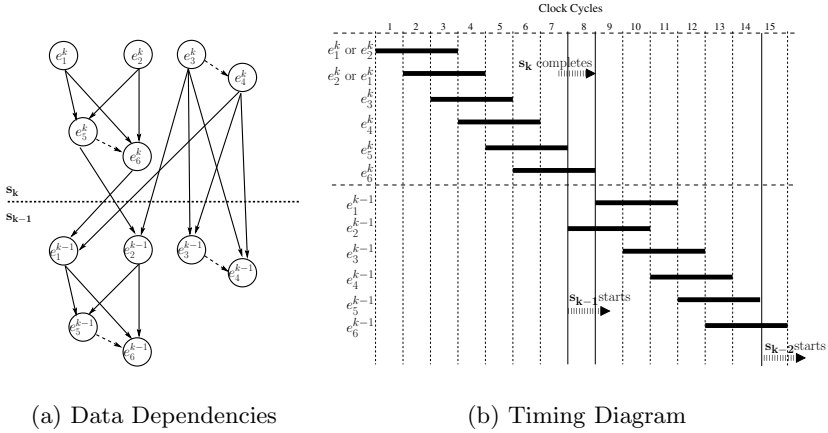 e_1^k
e_2^k
e_3^k
e_4^k
e_5^k
e_6^k
s_k
s_{k-1}
e_1^{k-1}
e_2^{k-1}
e_3^{k-1}
e_4^{k-1}
e_5^{k-1}
e_6^{k-1}
(a) Data Dependencies
Clock Cycles
1 2 3 4 5 6 7 8 9 10 11 12 13 14 15
e_1^k or e_2^k
e_2^k or e_1^k
s_k completes
e_3^k
e_4^k
e_5^k
e_6^k
e_1^{k-1}
e_2^{k-1}
e_3^{k-1}
e_4^{k-1}
s_{k-1} starts
e_5^{k-1}
e_6^{k-1}
s_{k-2} starts
(b) Timing Diagram